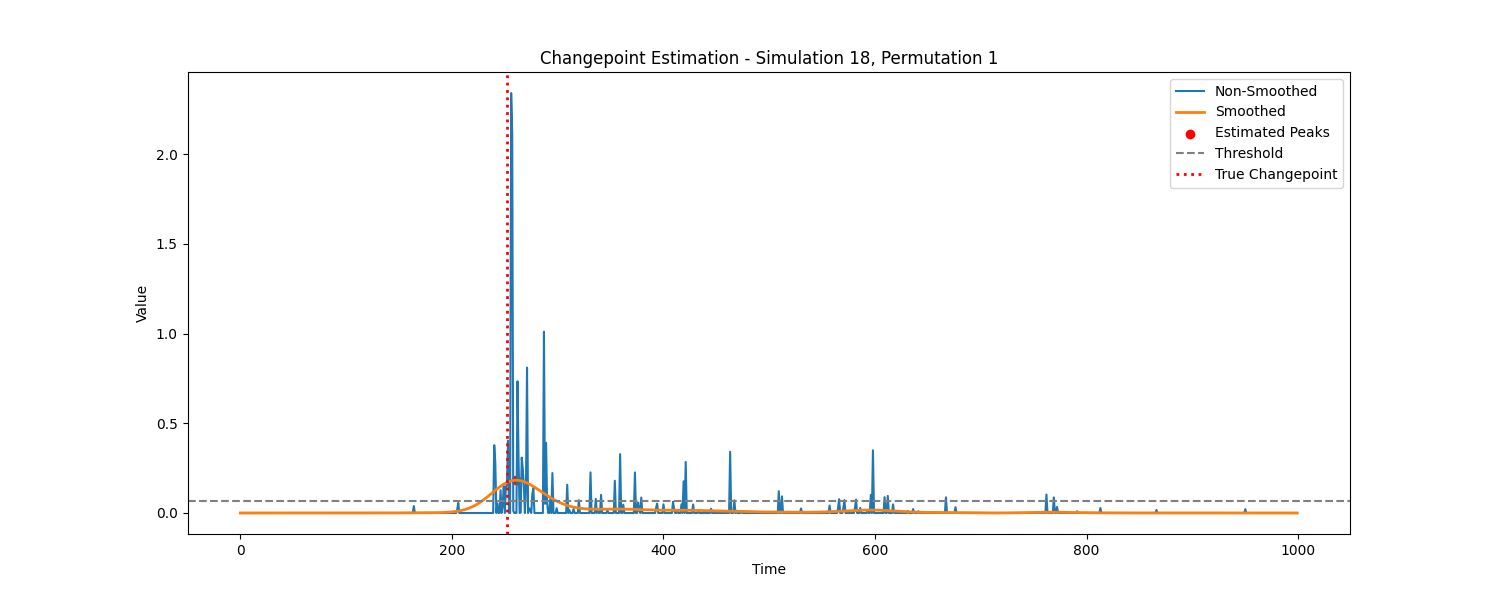 Changepoint Estimation - Simulation 18, Permutation 1
Non-Smoothed
Smoothed
Estimated Peaks
Threshold
True Changepoint
Value
2.0
1.5
1.0
0.5
0.0
0
200
400
600
800
1000
Time